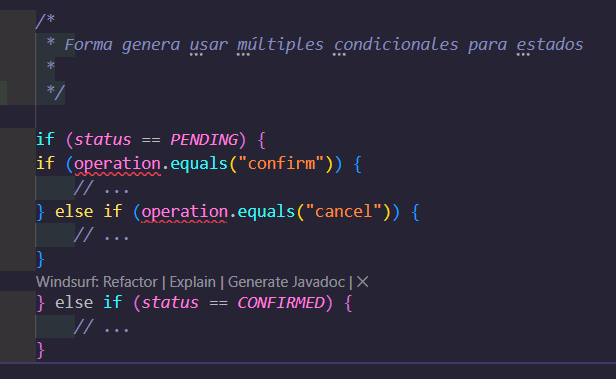 /*
* Forma genera usar múltiples condicionales para estados
*
*/
if (status == PENDING) {
if (operation.equals("confirm")) {
// ...
} else if (operation.equals("cancel")) {
// ...
}
Windsurf: Refactor | Explain | Generate Javadoc | ×
} else if (status == CONFIRMED) {
// ...
}